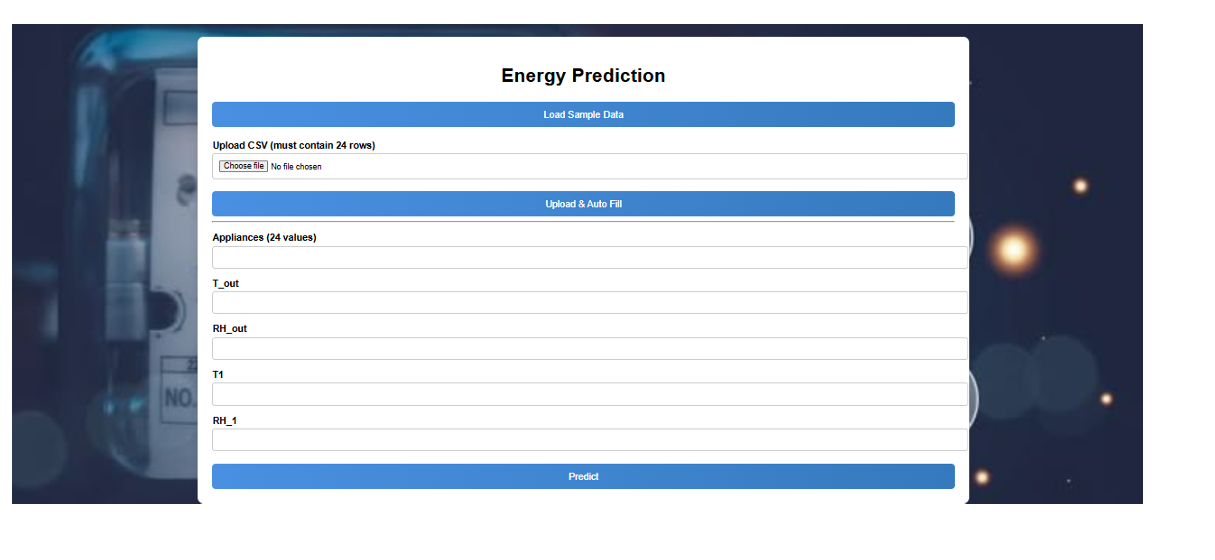 Energy Prediction
Load Sample Data
Upload CSV (must contain 24 rows)
Choose file No file chosen
Upload & Auto Fill
Appliances (24 values)
T_out
RH_out
T1
RH_1
NO.
Predict